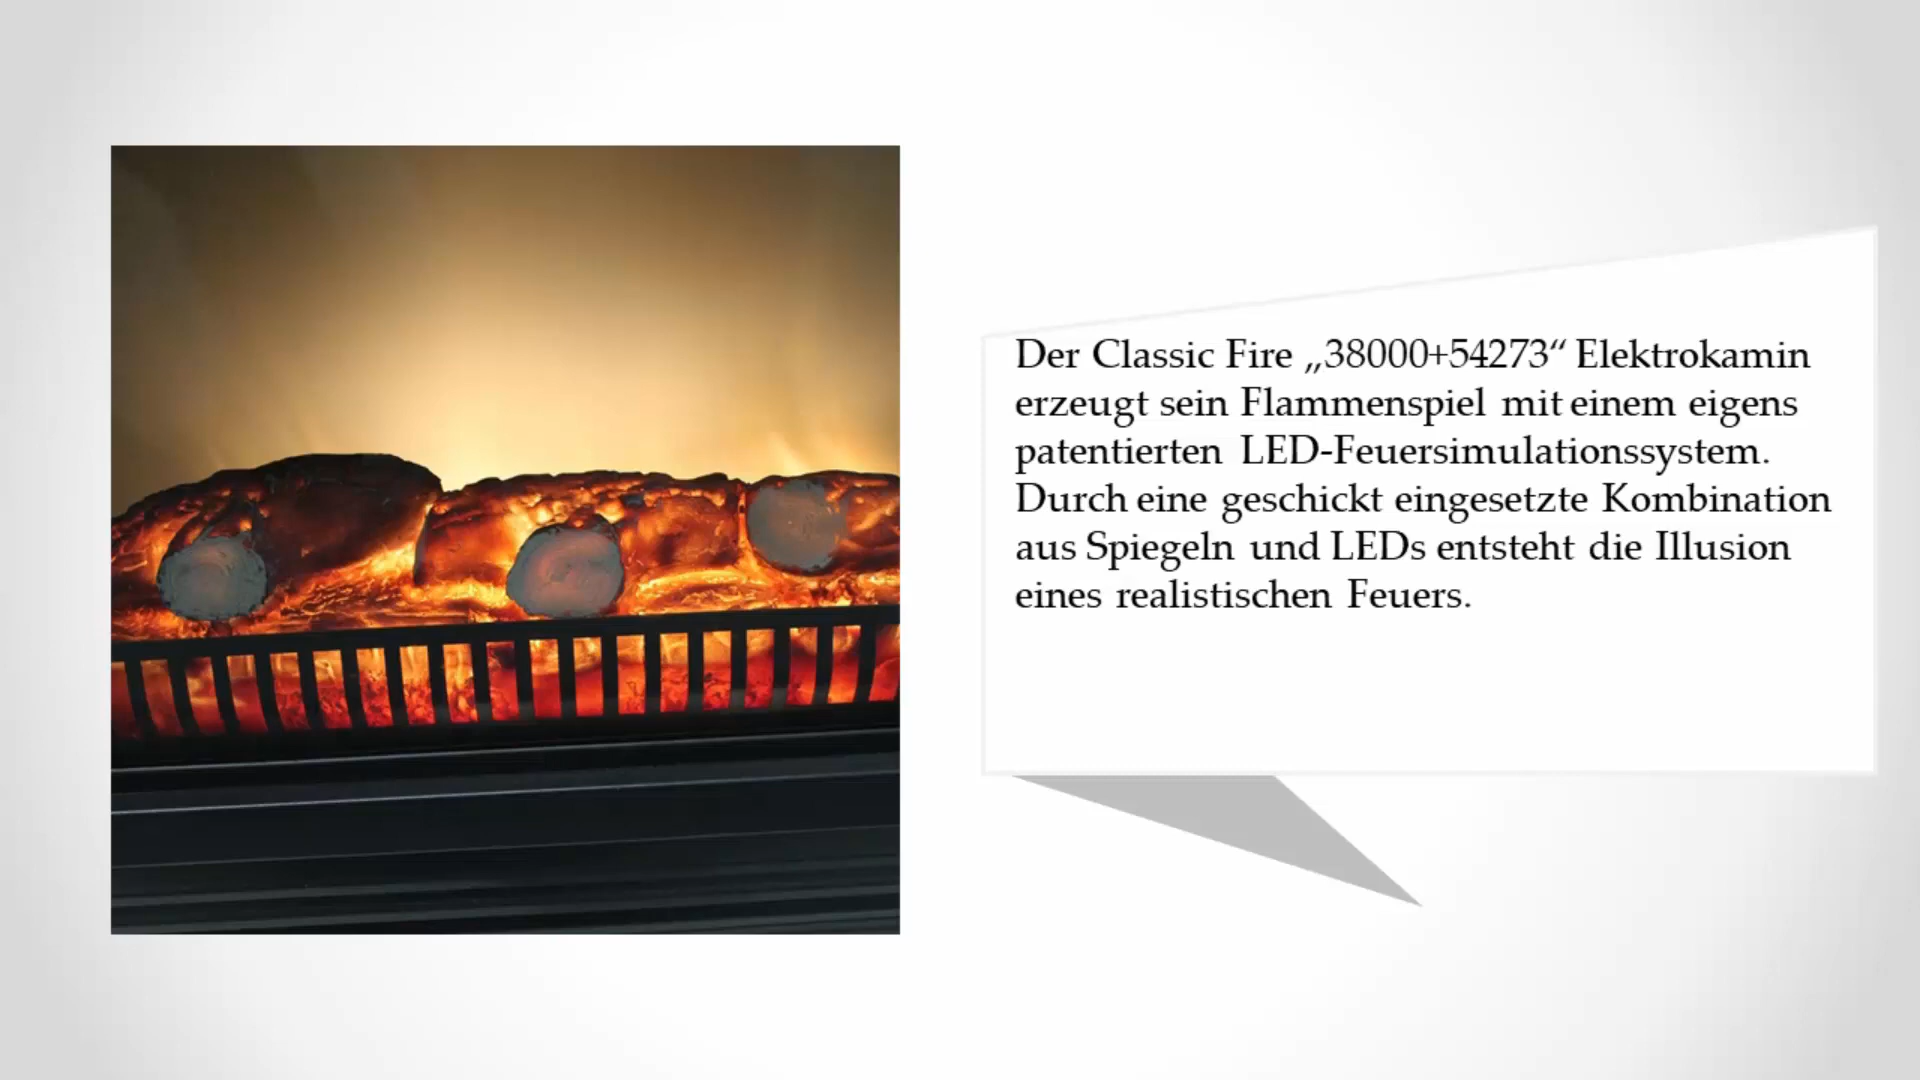 Der Classic Fire „38000+54273“ Elektrokamin
erzeugt sein Flammenspiel mit einem eigens
patentierten LED-Feuersimulationssystem.
Durch eine geschickt eingesetzte Kombination
aus Spiegeln und LEDs entsteht die Illusion
eines realistischen Feuers.